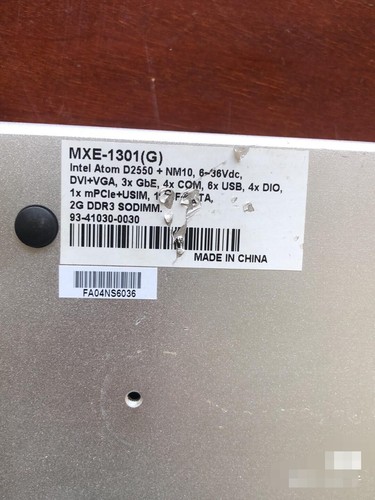 MXE-1301(G)
Intel Atom D2550 + NM10, 6~36Vdc,
DVI+VGA, 3x GbE, 4x COM, 6x USB, 4x DIO,
1x mPCIe+USIM,
2G DDR3 SODIMM.
93-41030-0030
MADE IN CHINA
FA04NS6036